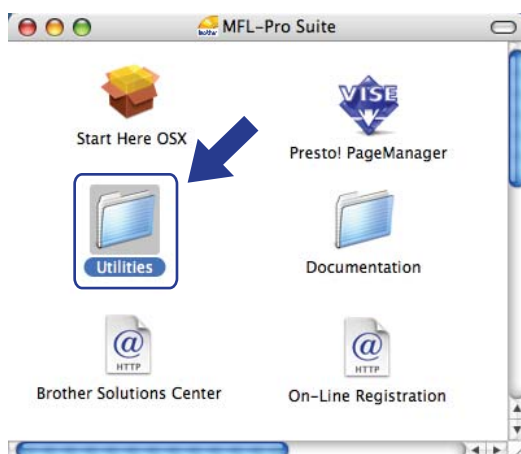 MFL-Pro Suite
Start Here OSX
VISE
Presto! PageManager
Utilities
Documentation
@
HTTP
Brother Solutions Center
@
HTTP
On-Line Registration